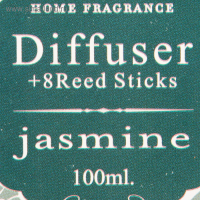 HOME FRAGRANCE
Diffuser
+8Reed Sticks
jasmine
100ml.